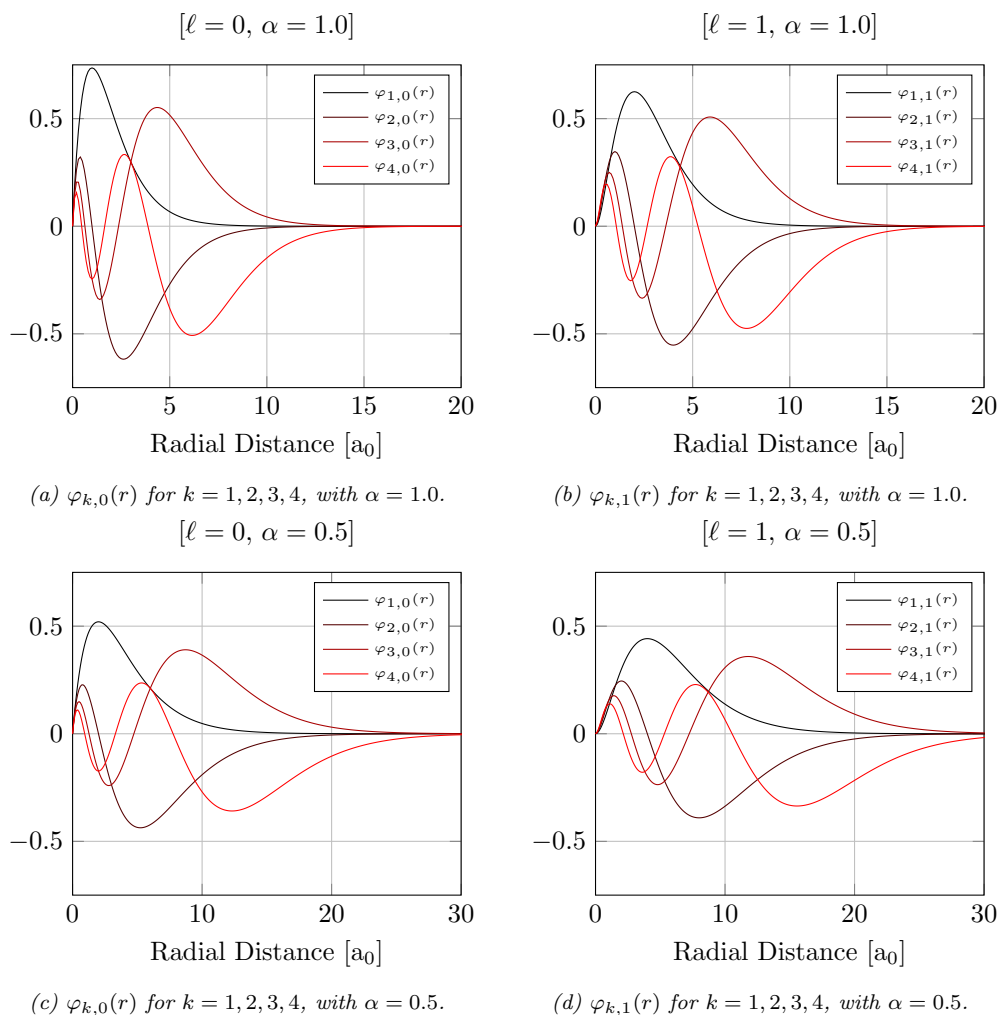 [ℓ = 0, α = 1.0]
φ1,0(r)
φ2,0(r)
φ3,0(r)
φ4,0(r)
0.5
0
−0.5
0 5 10 15 20
Radial Distance [a0]
(a) φk,0(r) for k = 1, 2, 3, 4, with α = 1.0.
[ℓ = 1, α = 1.0]
φ1,1(r)
φ2,1(r)
φ3,1(r)
φ4,1(r)
0.5
0
−0.5
0 5 10 15 20
Radial Distance [a0]
(b) φk,1(r) for k = 1, 2, 3, 4, with α = 1.0.
[ℓ = 0, α = 0.5]
φ1,0(r)
φ2,0(r)
φ3,0(r)
φ4,0(r)
0.5
0
−0.5
0 10 20 30
Radial Distance [a0]
(c) φk,0(r) for k = 1, 2, 3, 4, with α = 0.5.
[ℓ = 1, α = 0.5]
φ1,1(r)
φ2,1(r)
φ3,1(r)
φ4,1(r)
0.5
0
−0.5
0 10 20 30
Radial Distance [a0]
(d) φk,1(r) for k = 1, 2, 3, 4, with α = 0.5.